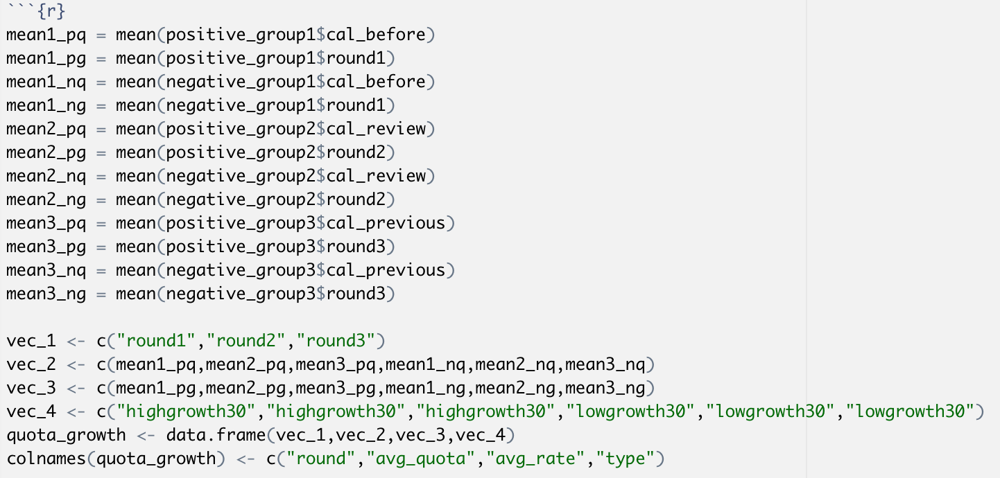 ```{r}
mean1_pq = mean(positive_group1$cal_before)
mean1_pg = mean(positive_group1$round1)
mean1_nq = mean(negative_group1$cal_before)
mean1_ng = mean(negative_group1$round1)
mean2_pq = mean(positive_group2$cal_review)
mean2_pg = mean(positive_group2$round2)
mean2_nq = mean(negative_group2$cal_review)
mean2_ng = mean(negative_group2$round2)
mean3_pq = mean(positive_group3$cal_previous)
mean3_pg = mean(positive_group3$round3)
mean3_nq = mean(negative_group3$cal_previous)
mean3_ng = mean(negative_group3$round3)

vec_1 <- c("round1","round2","round3")
vec_2 <- c(mean1_pq,mean2_pq,mean3_pq,mean1_nq,mean2_nq,mean3_nq)
vec_3 <- c(mean1_pg,mean2_pg,mean3_pg,mean1_ng,mean2_ng,mean3_ng)
vec_4 <- c("highgrowth30","highgrowth30","highgrowth30","lowgrowth30","lowgrowth30","lowgrowth30")
quota_growth <- data.frame(vec_1,vec_2,vec_3,vec_4)
colnames(quota_growth) <- c("round","avg_quota","avg_rate","type")